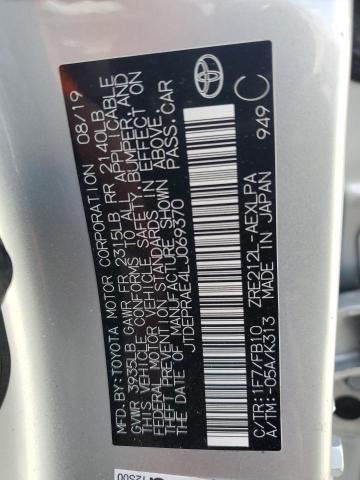 MFD. BY: TOYOTA MOTOR CORPORATION 08/19
GVWR 3935LB GAWR FR 2315LB RR 2140LB
THIS VEHICLE CONFORMS TO ALL APPLICABLE
FEDERAL MOTOR VEHICLE SAFETY, BUMPER, AND
THEFT PREVENTION STANDARDS IN EFFECT ON
THE DATE OF MANUFACTURE SHOWN ABOVE.
JTDEPRAE4LJ069370 PASS. CAR
C/TR: 1F7/FB10 ZRE212L-AEXLPA
A/TM: -05A/K313 MADE IN JAPAN 949 C
12S00